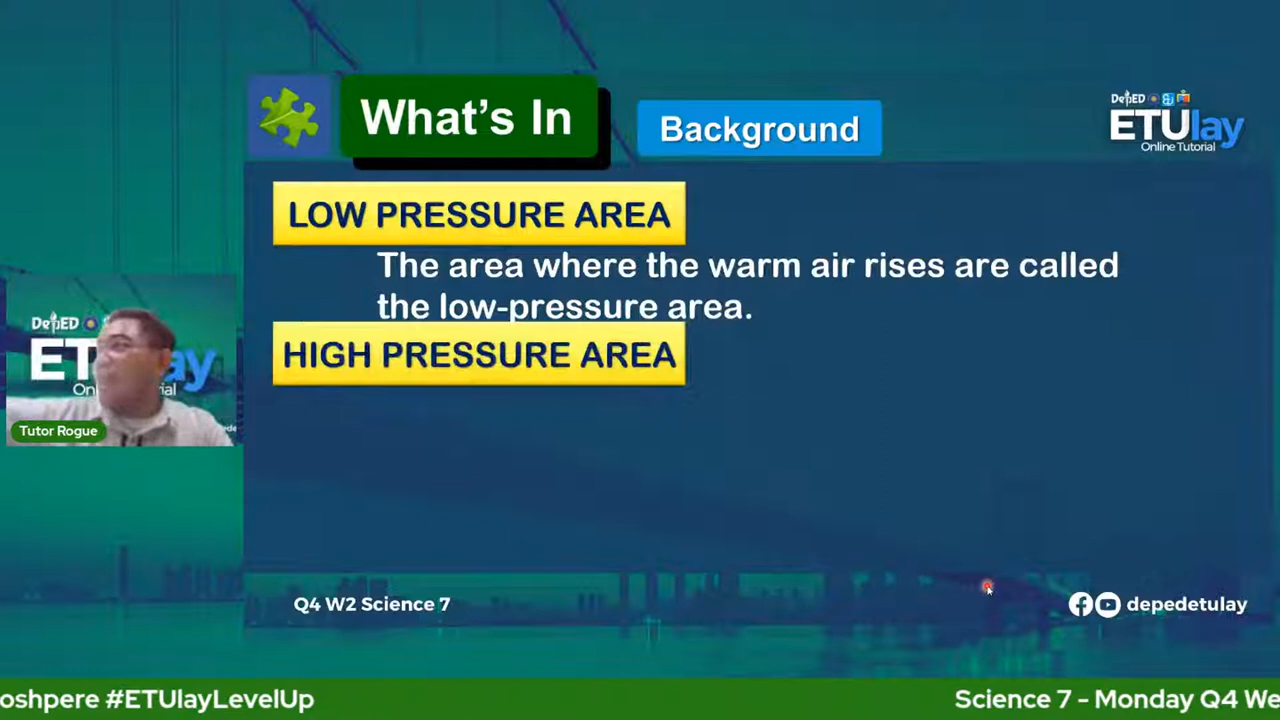 What's In
Background
DepED
ETUlay
Online Tutorial
LOW PRESSURE AREA
The area where the warm air rises are called
the low-pressure area.
HIGH PRESSURE AREA
DepED
Tutor Rogue
Q4 W2 Science 7
depedetulay
oshpere #ETUlayLevelUp
Science 7 - Monday Q4 We